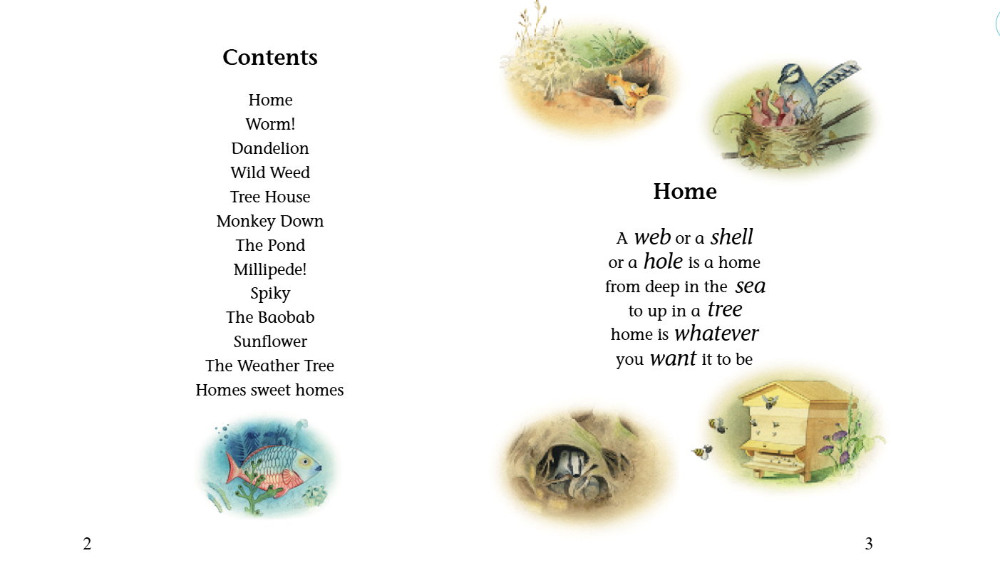 Contents
Home
Worm!
Dandelion
Wild Weed
Tree House
Monkey Down
The Pond
Millipede!
Spiky
The Baobab
Sunflower
The Weather Tree
Homes sweet homes
2
Home
A web or a shell
or a hole is a home
from deep in the sea
to up in a tree
home is whatever
you want it to be
3